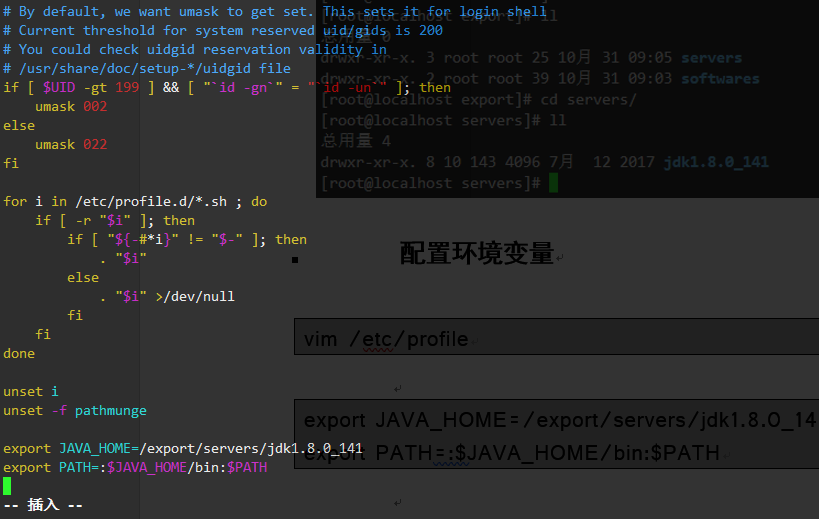 # By default, we want umask to get set. This sets it for login shell
# Current threshold for system reserved uid/gids is 200
# You could check uidgid reservation validity in
# /usr/share/doc/setup-*/uidgid file
if [ $UID -gt 199 ] && [ "`id -gn`" = "`id -un`" ]; then
    umask 002
else
    umask 022
fi
for i in /etc/profile.d/*.sh ; do
    if [ -r "$i" ]; then
        if [ "${-#*i}" != "$-" ]; then
            . "$i"
        else
            . "$i" >/dev/null
        fi
    fi
done
unset i
unset -f pathmunge
export JAVA_HOME=/export/servers/jdk1.8.0_141
export PATH=:$JAVA_HOME/bin:$PATH
-- 插入 --
[root@localhost export]# ll
总用量 0
drwxr-xr-x. 3 root root 25 10月 31 09:05 servers
drwxr-xr-x. 2 root root 39 10月 31 09:03 softwares
[root@localhost export]# cd servers/
[root@localhost servers]# ll
总用量 4
drwxr-xr-x. 8 10 143 4096 7月  12 2017 jdk1.8.0_141
[root@localhost servers]#
配置环境变量
vim /etc/profile
export JAVA_HOME=/export/servers/jdk1.8.0_14
export PATH=:$JAVA_HOME/bin:$PATH